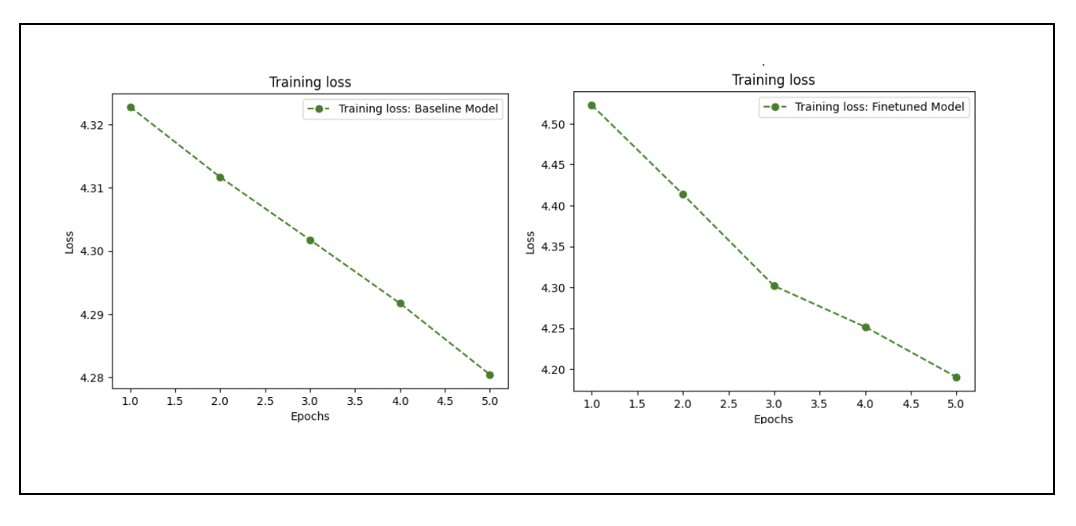 Training loss
Training loss: Baseline Model
4.32
4.31
4.30
4.29
4.28
Loss
1.0 1.5 2.0 2.5 3.0 3.5 4.0 4.5 5.0
Epochs
Training loss
Training loss: Finetuned Model
4.50
4.45
4.40
4.35
4.30
4.25
4.20
Loss
1.0 1.5 2.0 2.5 3.0 3.5 4.0 4.5 5.0
Epochs